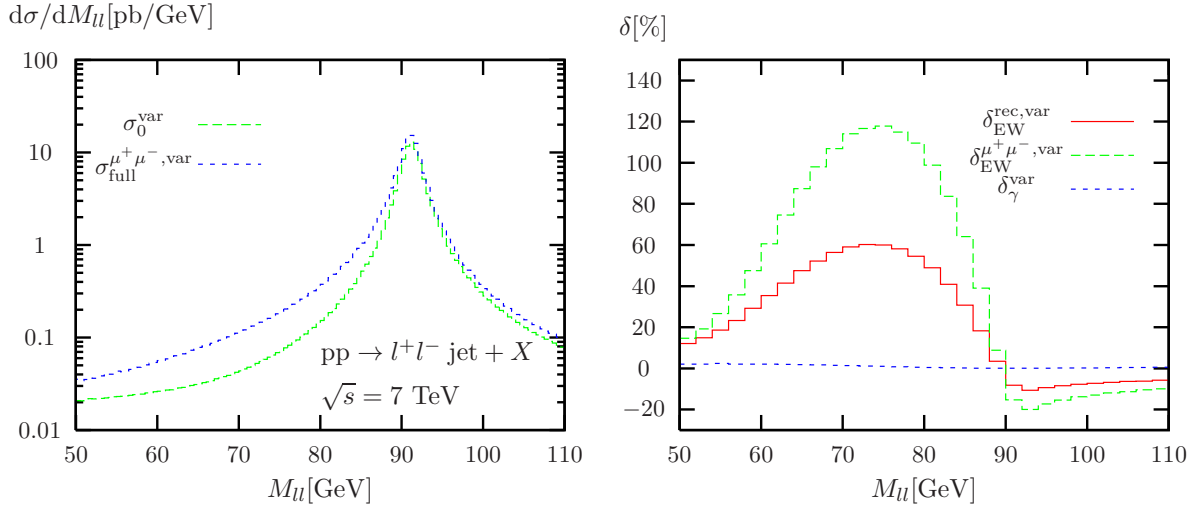 dσ/dM_ll[pb/GeV]
100
10
1
0.1
0.01
σ_0^var
σ_full^{μ+μ−,var}
pp → l+l− jet + X
√s = 7 TeV
50 60 70 80 90 100 110
M_ll[GeV]
δ[%]
140
120
100
80
60
40
20
0
−20
δ_EW^{rec,var}
δ_EW^{μ+μ−,var}
δ_γ^var
50 60 70 80 90 100 110
M_ll[GeV]